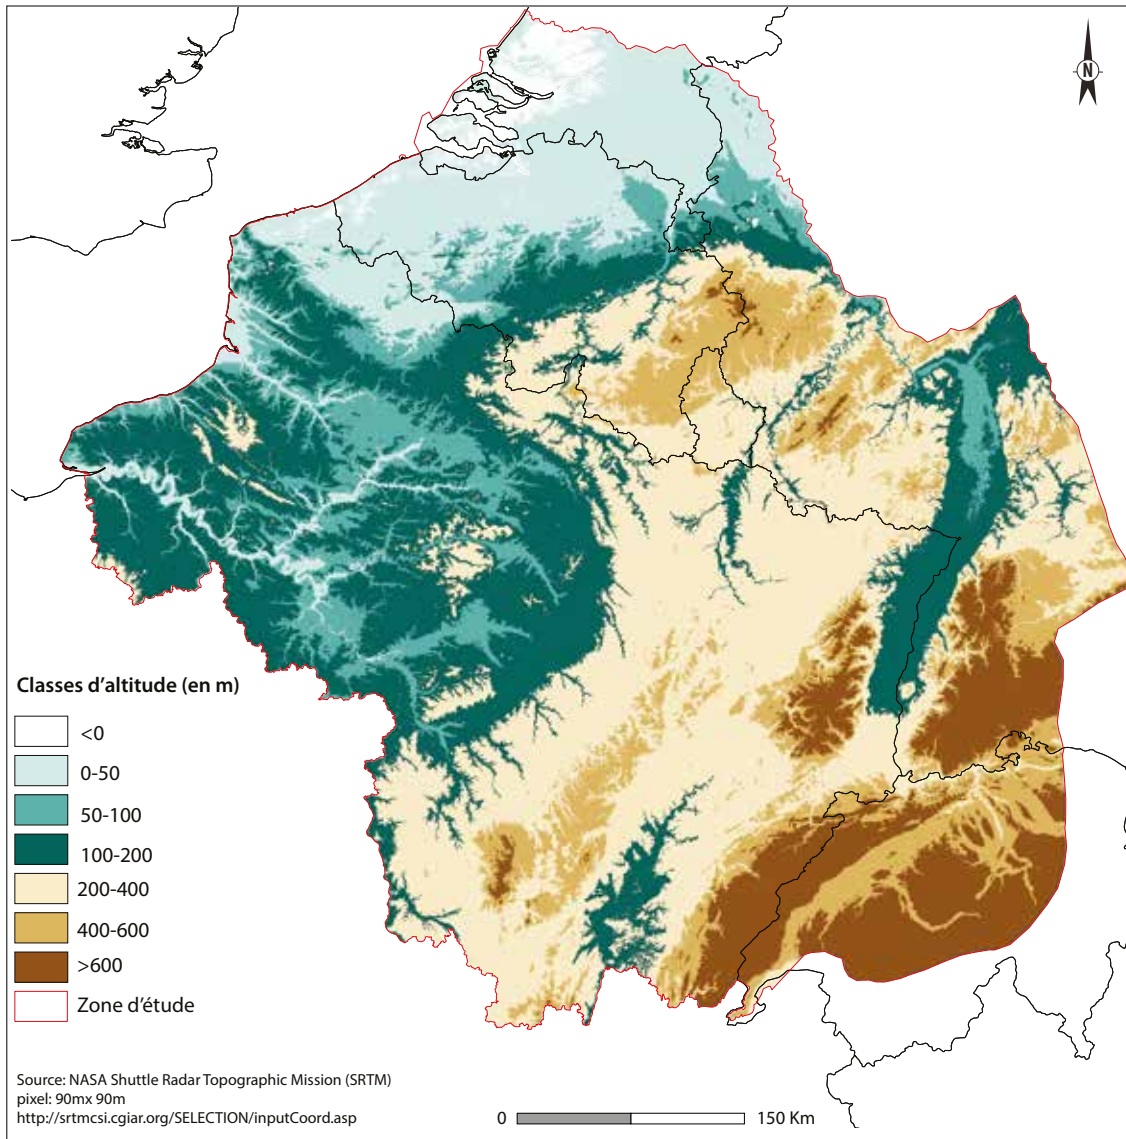 N
Classes d'altitude (en m)
<0
0-50
50-100
100-200
200-400
400-600
>600
Zone d'étude
Source: NASA Shuttle Radar Topographic Mission (SRTM)
pixel: 90mx 90m
http://srtmcsi.cgiar.org/SELECTION/inputCoord.asp
0 150 Km